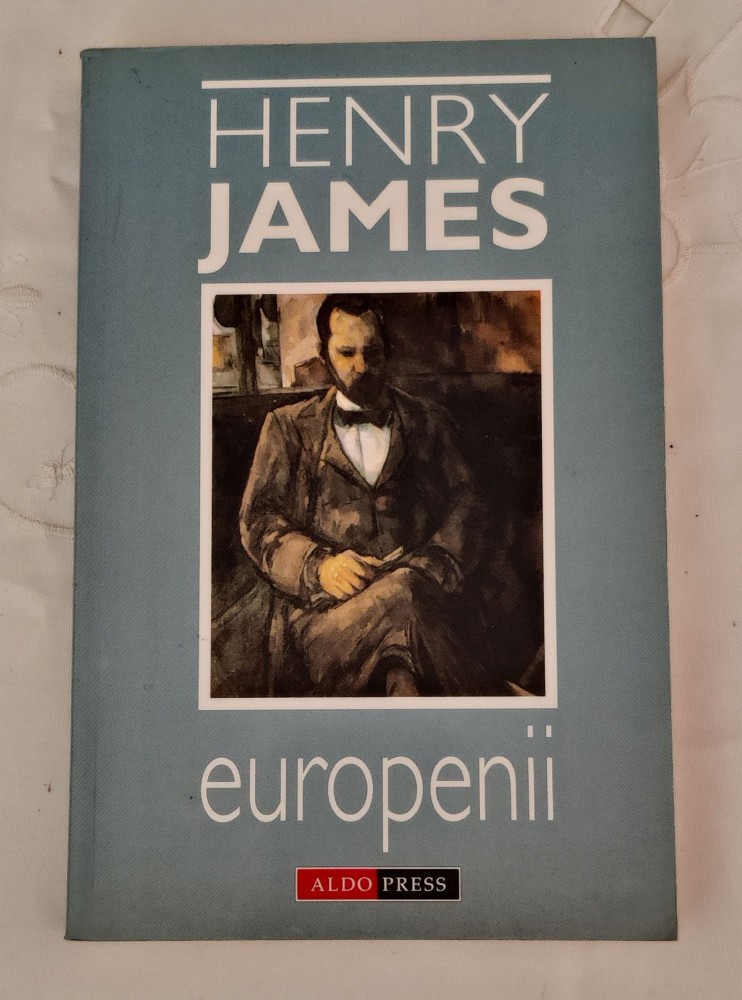 HENRY
JAMES
europenii
ALDO PRESS